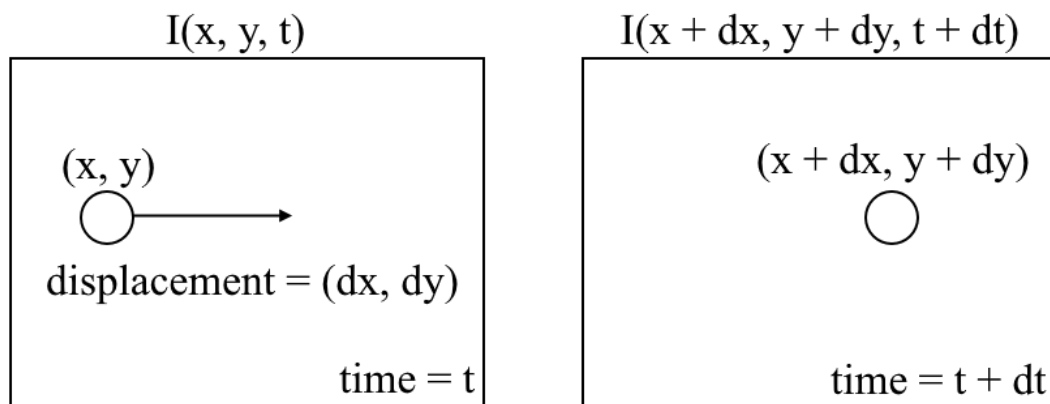 I(x, y, t)
(x, y)
displacement = (dx, dy)
time = t
I(x + dx, y + dy, t + dt)
(x + dx, y + dy)
time = t + dt